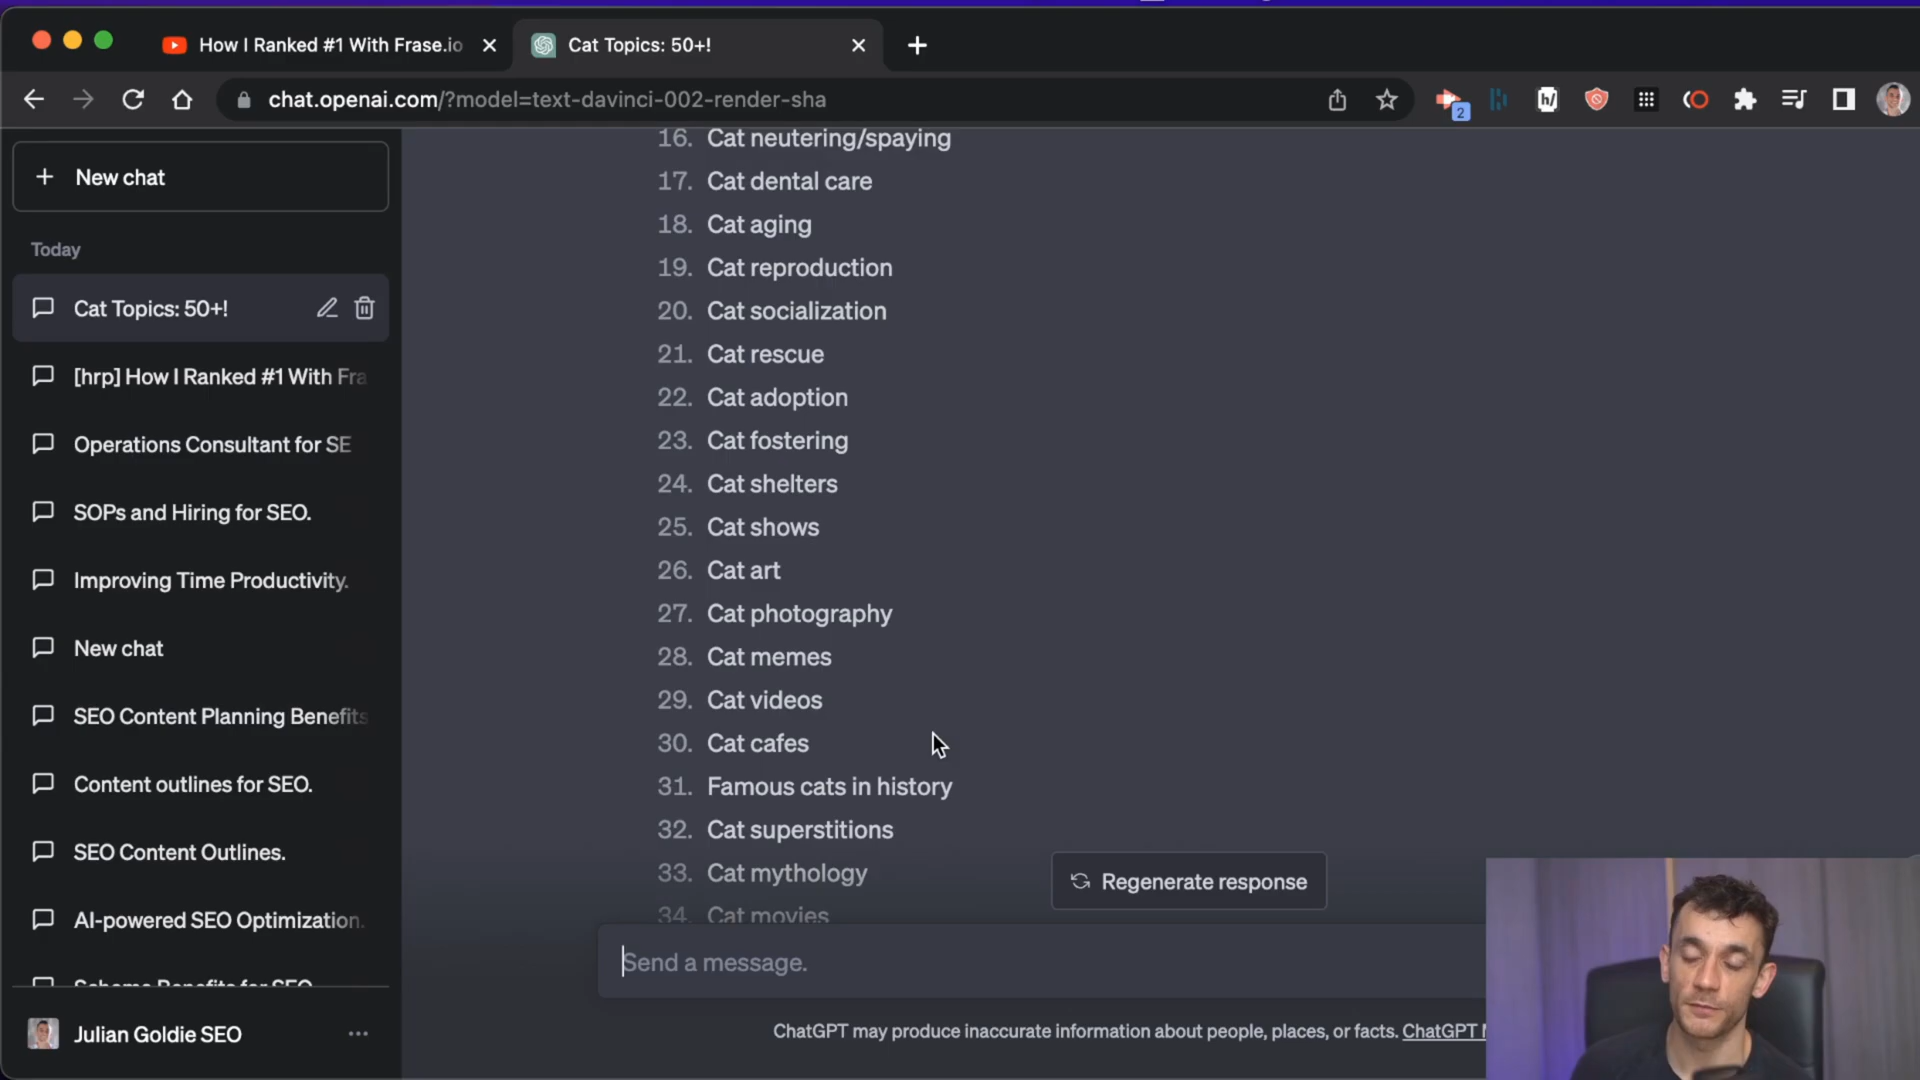 How I Ranked #1 With Frase.io
Cat Topics: 50+!
chat.openai.com/?model=text-davinci-002-render-sha
2
h/
New chat
Today
Cat Topics: 50+!
[hrp] How I Ranked #1 With Fra
Operations Consultant for SE
SOPs and Hiring for SEO.
Improving Time Productivity.
New chat
SEO Content Planning Benefits
Content outlines for SEO.
SEO Content Outlines.
AI-powered SEO Optimization.
Schema Benefits for SEO
Julian Goldie SEO
16. Cat neutering/spaying
17. Cat dental care
18. Cat aging
19. Cat reproduction
20. Cat socialization
21. Cat rescue
22. Cat adoption
23. Cat fostering
24. Cat shelters
25. Cat shows
26. Cat art
27. Cat photography
28. Cat memes
29. Cat videos
30. Cat cafes
31. Famous cats in history
32. Cat superstitions
33. Cat mythology
34. Cat movies
Regenerate response
Send a message.
ChatGPT may produce inaccurate information about people, places, or facts. ChatGPT M